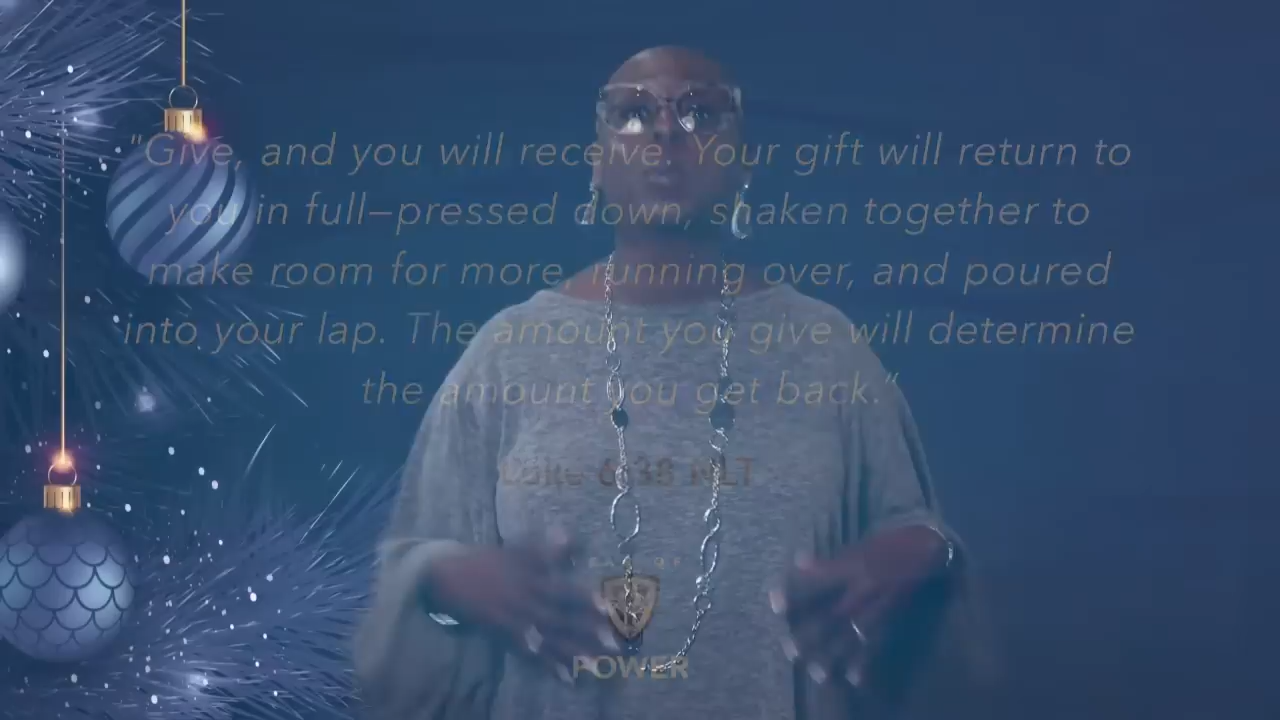 "Give, and you will receive. Your gift will return to
you in full—pressed down, shaken together to
make room for more, running over, and poured
into your lap. The amount you give will determine
the amount you get back."
Luke 6:38 NLT
YEAR OF
POWER